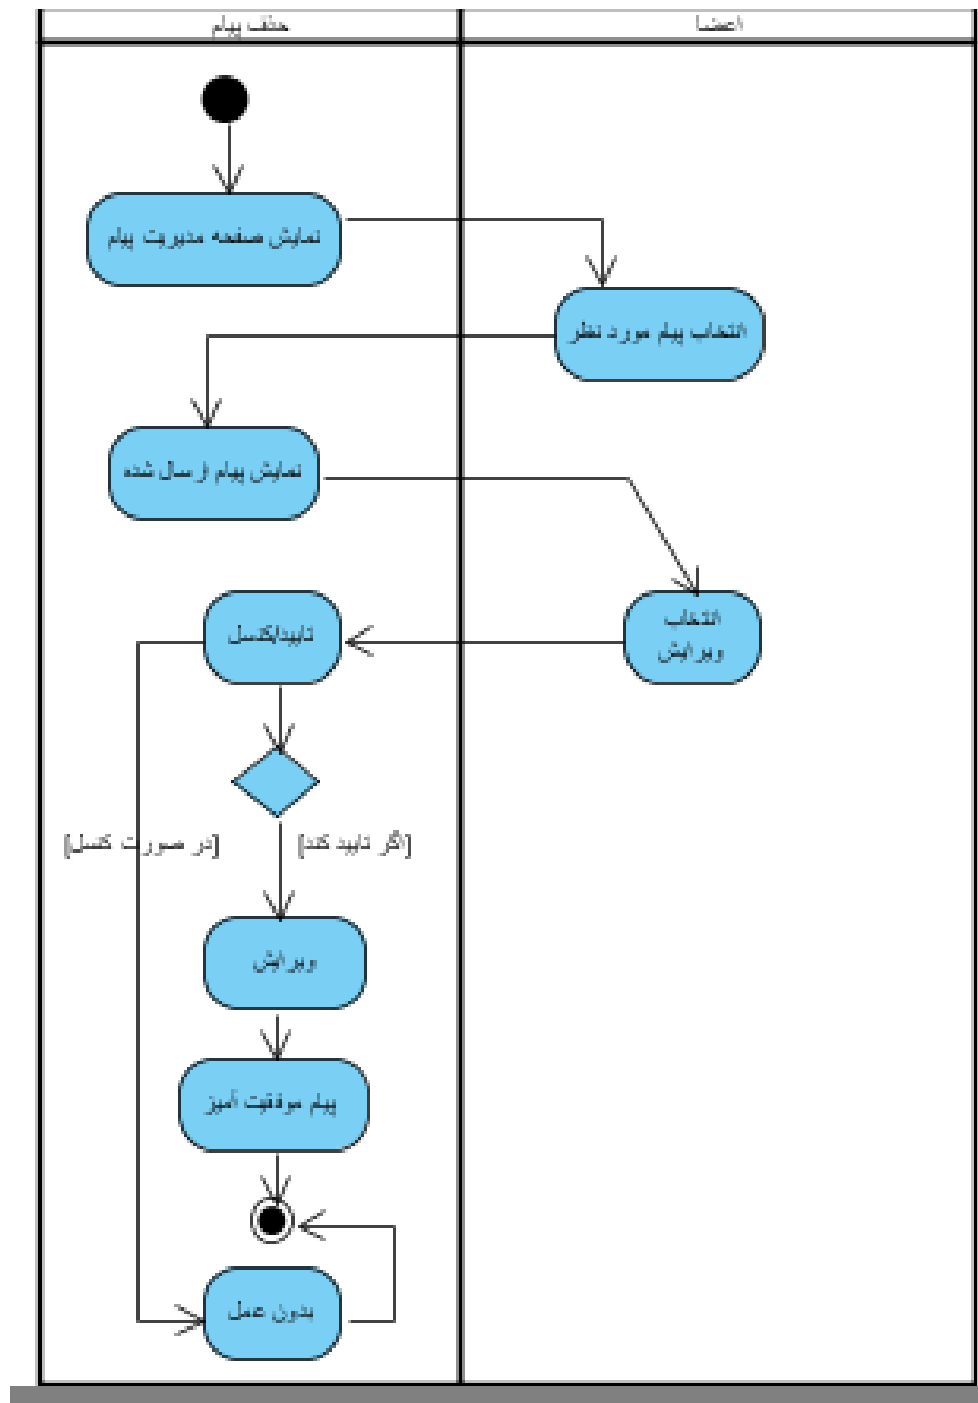 حذف پیام
اعضا
نمایش صفحه مدیریت پیام
انتخاب پیام مورد نظر
نمایش پیام ارسال شده
انتخاب
ویرایش
تایید/کنسل
[در صورت کنسل]
[اگر تایید کند]
ویرایش
پیام موفقیت آمیز
بدون عمل